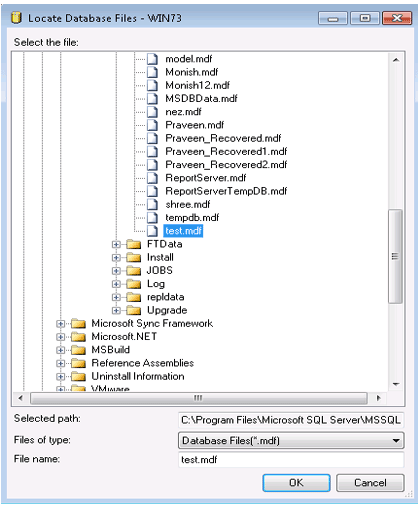 Locate Database Files - WIN73
Select the file:
model.mdf
Monish.mdf
Monish12.mdf
MSDBData.mdf
nez.mdf
Praveen.mdf
Praveen_Recovered.mdf
Praveen_Recovered1.mdf
Praveen_Recovered2.mdf
ReportServer.mdf
ReportServerTempDB.mdf
shree.mdf
tempdb.mdf
test.mdf
FTData
Install
JOBS
Log
repldata
Upgrade
Microsoft Sync Framework
Microsoft.NET
MSBuild
Reference Assemblies
Uninstall Information
VMware
Selected path: C:\Program Files\Microsoft SQL Server\MSSQL
Files of type: Database Files(*.mdf)
File name: test.mdf
OK Cancel